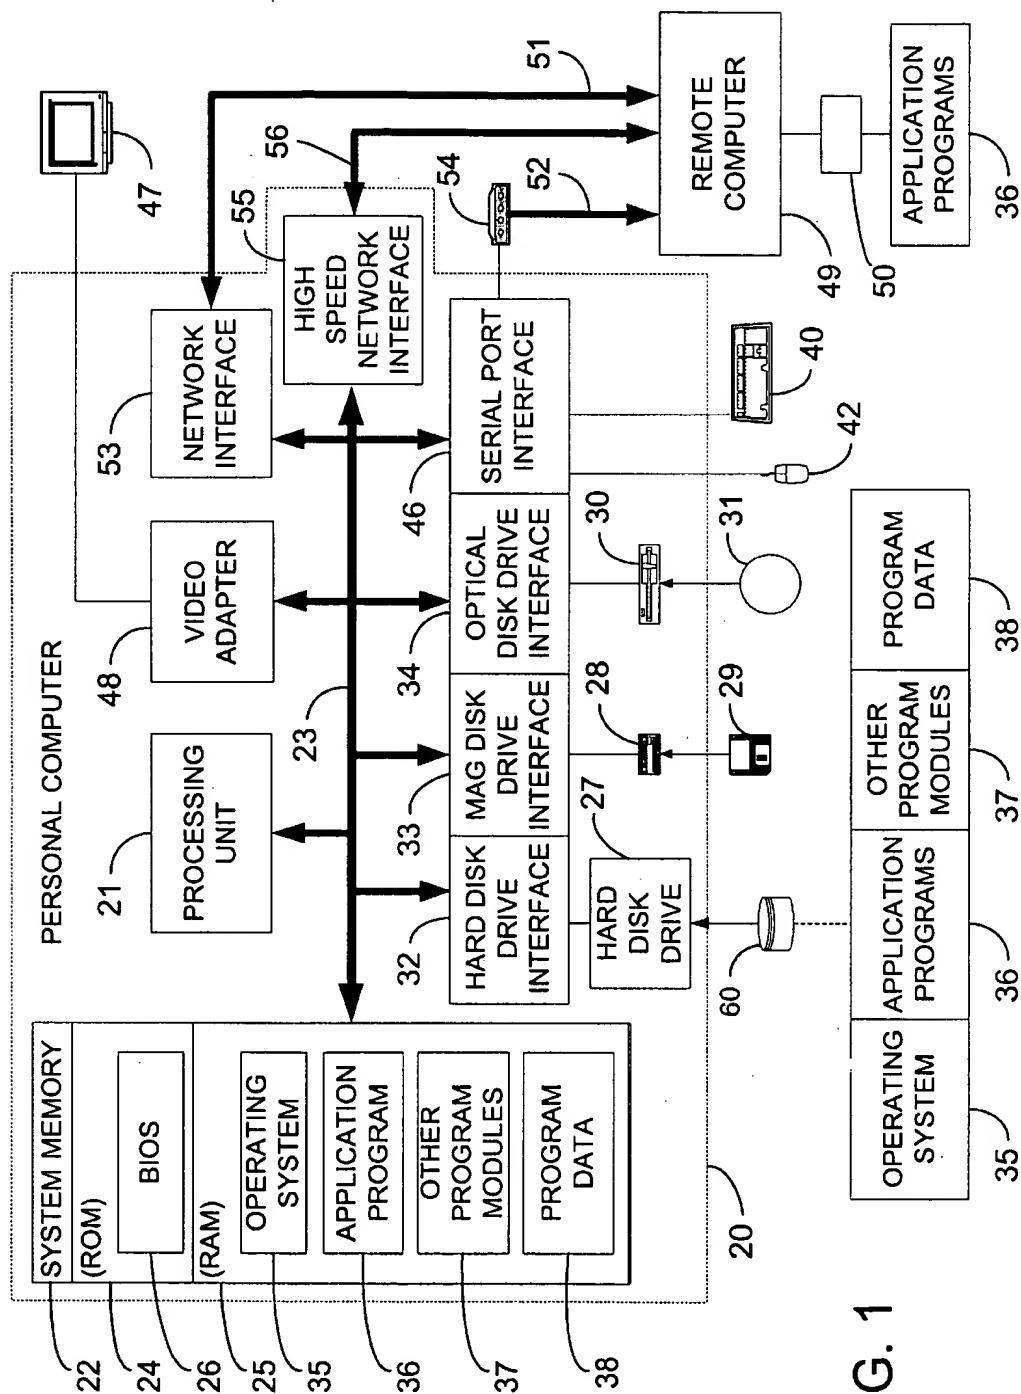 PERSONAL COMPUTER
SYSTEM MEMORY
(ROM)
BIOS
(RAM)
OPERATING
SYSTEM
APPLICATION
PROGRAM
OTHER
PROGRAM
MODULES
PROGRAM
DATA
22
24
26
25
35
36
37
38
PROCESSING
UNIT
21
VIDEO
ADAPTER
48
NETWORK
INTERFACE
53
47
HIGH
SPEED
NETWORK
INTERFACE
55
56
51
23
HARD DISK
DRIVE
INTERFACE
32
MAG DISK
DRIVE
INTERFACE
33
OPTICAL
DISK DRIVE
INTERFACE
34
SERIAL PORT
INTERFACE
46
54
52
HARD
DISK
DRIVE
27
28
30
60
29
31
42
40
20
REMOTE
COMPUTER
49
50
APPLICATION
PROGRAMS
36
OPERATING
SYSTEM
APPLICATION
PROGRAMS
OTHER
PROGRAM
MODULES
PROGRAM
DATA
35
36
37
38
G. 1